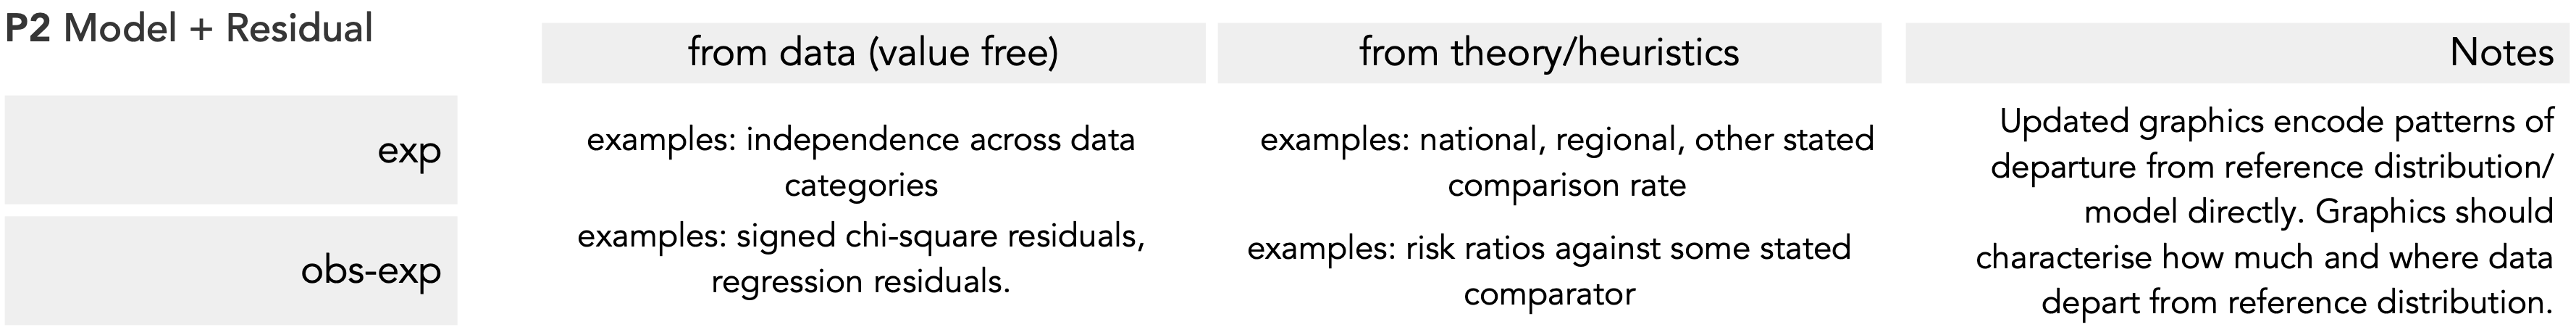 P2 Model + Residual
from data (value free)
from theory/heuristics
Notes
exp
examples: independence across data
categories
examples: national, regional, other stated
comparison rate
obs-exp
examples: signed chi-square residuals,
regression residuals.
examples: risk ratios against some stated
comparator
Updated graphics encode patterns of
departure from reference distribution/
model directly. Graphics should
characterise how much and where data
depart from reference distribution.